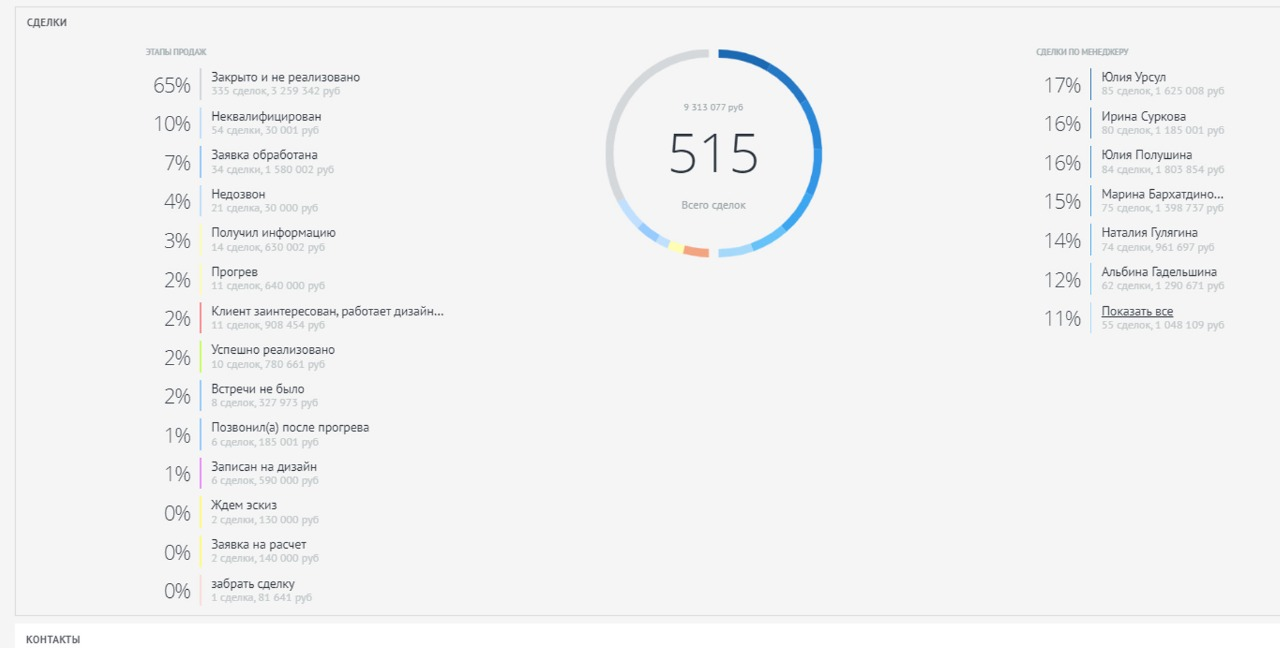 СДЕЛКИ
ЭТАПЫ ПРОДАЖ
65%
Закрыто и не реализовано
335 сделок, 3 259 342 руб
10%
Неквалифицирован
54 сделки, 30 001 руб
7%
Заявка обработана
34 сделки, 1 580 002 руб
4%
Недозвон
21 сделка, 30 000 руб
3%
Получил информацию
14 сделок, 630 002 руб
2%
Прогрев
11 сделок, 640 000 руб
2%
Клиент заинтересован, работает дизайн...
11 сделок, 908 454 руб
2%
Успешно реализовано
10 сделок, 780 661 руб
2%
Встречи не было
8 сделок, 327 973 руб
1%
Позвонил(а) после прогрева
6 сделок, 185 001 руб
1%
Записан на дизайн
6 сделок, 590 000 руб
0%
Ждем эскиз
2 сделки, 130 000 руб
0%
Заявка на расчет
2 сделки, 140 000 руб
0%
забрать сделку
1 сделка, 81 641 руб
9 313 077 руб
515
Всего сделок
СДЕЛКИ ПО МЕНЕДЖЕРУ
17%
Юлия Урсул
85 сделок, 1 625 008 руб
16%
Ирина Суркова
80 сделок, 1 185 001 руб
16%
Юлия Полушина
84 сделки, 1 803 854 руб
15%
Марина Бархатдино...
75 сделок, 1 398 737 руб
14%
Наталия Гулягина
74 сделки, 961 697 руб
12%
Альбина Гадельшина
62 сделки, 1 290 671 руб
11%
Показать все
55 сделок, 1 048 109 руб
КОНТАКТЫ